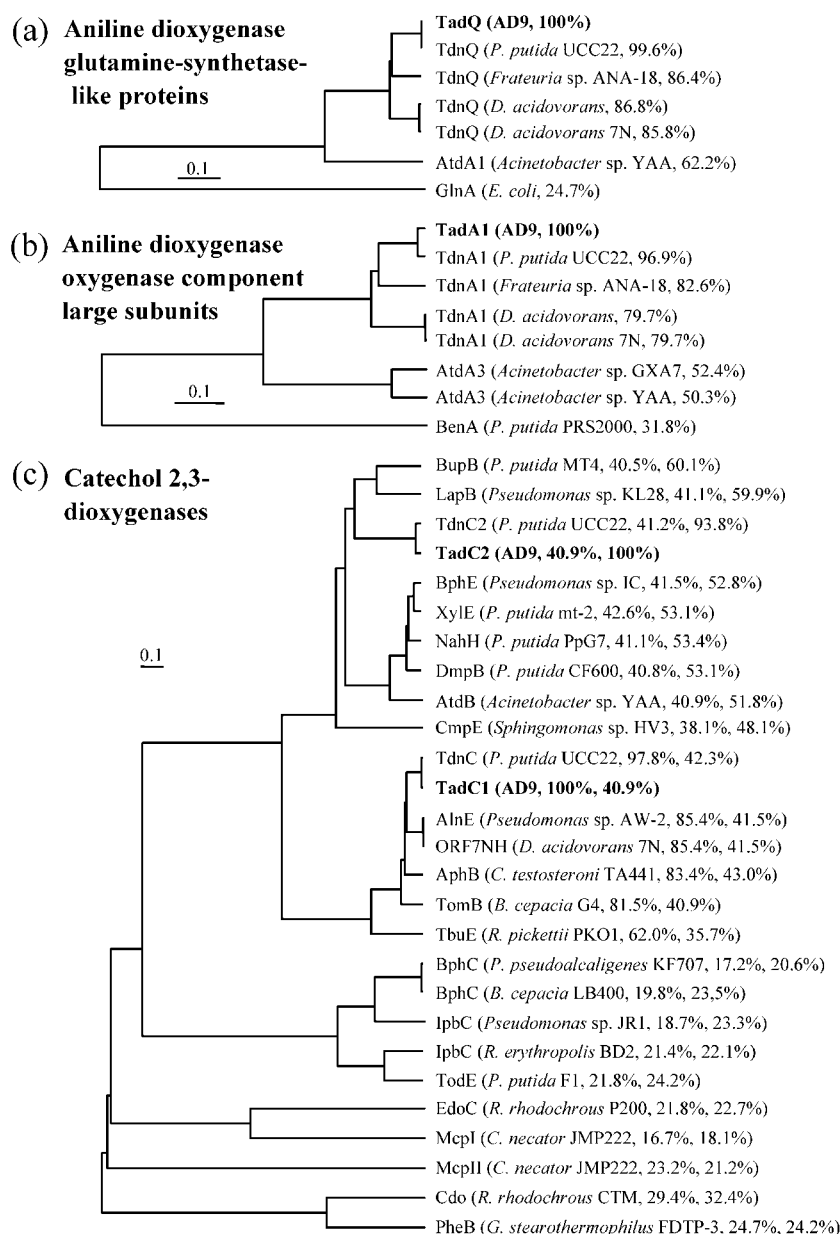 (a) Aniline dioxygenase
glutamine-synthetase-
like proteins
TadQ (AD9, 100%)
TdnQ (P. putida UCC22, 99.6%)
TdnQ (Frateuria sp. ANA-18, 86.4%)
TdnQ (D. acidovorans, 86.8%)
TdnQ (D. acidovorans 7N, 85.8%)
AtdA1 (Acinetobacter sp. YAA, 62.2%)
GlnA (E. coli, 24.7%)
0.1
(b) Aniline dioxygenase
oxygenase component
large subunits
TadA1 (AD9, 100%)
TdnA1 (P. putida UCC22, 96.9%)
TdnA1 (Frateuria sp. ANA-18, 82.6%)
TdnA1 (D. acidovorans, 79.7%)
TdnA1 (D. acidovorans 7N, 79.7%)
AtdA3 (Acinetobacter sp. GXA7, 52.4%)
AtdA3 (Acinetobacter sp. YAA, 50.3%)
BenA (P. putida PRS2000, 31.8%)
0.1
(c) Catechol 2,3-
dioxygenases
BupB (P. putida MT4, 40.5%, 60.1%)
LapB (Pseudomonas sp. KL28, 41.1%, 59.9%)
TdnC2 (P. putida UCC22, 41.2%, 93.8%)
TadC2 (AD9, 40.9%, 100%)
BphE (Pseudomonas sp. IC, 41.5%, 52.8%)
XylE (P. putida mt-2, 42.6%, 53.1%)
NahH (P. putida PpG7, 41.1%, 53.4%)
DmpB (P. putida CF600, 40.8%, 53.1%)
AtdB (Acinetobacter sp. YAA, 40.9%, 51.8%)
CmpE (Sphingomonas sp. HV3, 38.1%, 48.1%)
TdnC (P. putida UCC22, 97.8%, 42.3%)
TadC1 (AD9, 100%, 40.9%)
AlnE (Pseudomonas sp. AW-2, 85.4%, 41.5%)
ORF7NH (D. acidovorans 7N, 85.4%, 41.5%)
AphB (C. testosteroni TA441, 83.4%, 43.0%)
TomB (B. cepacia G4, 81.5%, 40.9%)
TbuE (R. pickettii PKO1, 62.0%, 35.7%)
BphC (P. pseudoalcaligenes KF707, 17.2%, 20.6%)
BphC (B. cepacia LB400, 19.8%, 23,5%)
IpbC (Pseudomonas sp. JR1, 18.7%, 23.3%)
IpbC (R. erythropolis BD2, 21.4%, 22.1%)
TodE (P. putida F1, 21.8%, 24.2%)
EdoC (R. rhodochrous P200, 21.8%, 22.7%)
McpI (C. necator JMP222, 16.7%, 18.1%)
McpII (C. necator JMP222, 23.2%, 21.2%)
Cdo (R. rhodochrous CTM, 29.4%, 32.4%)
PheB (G. stearothermophilus FDTP-3, 24.7%, 24.2%)
0.1